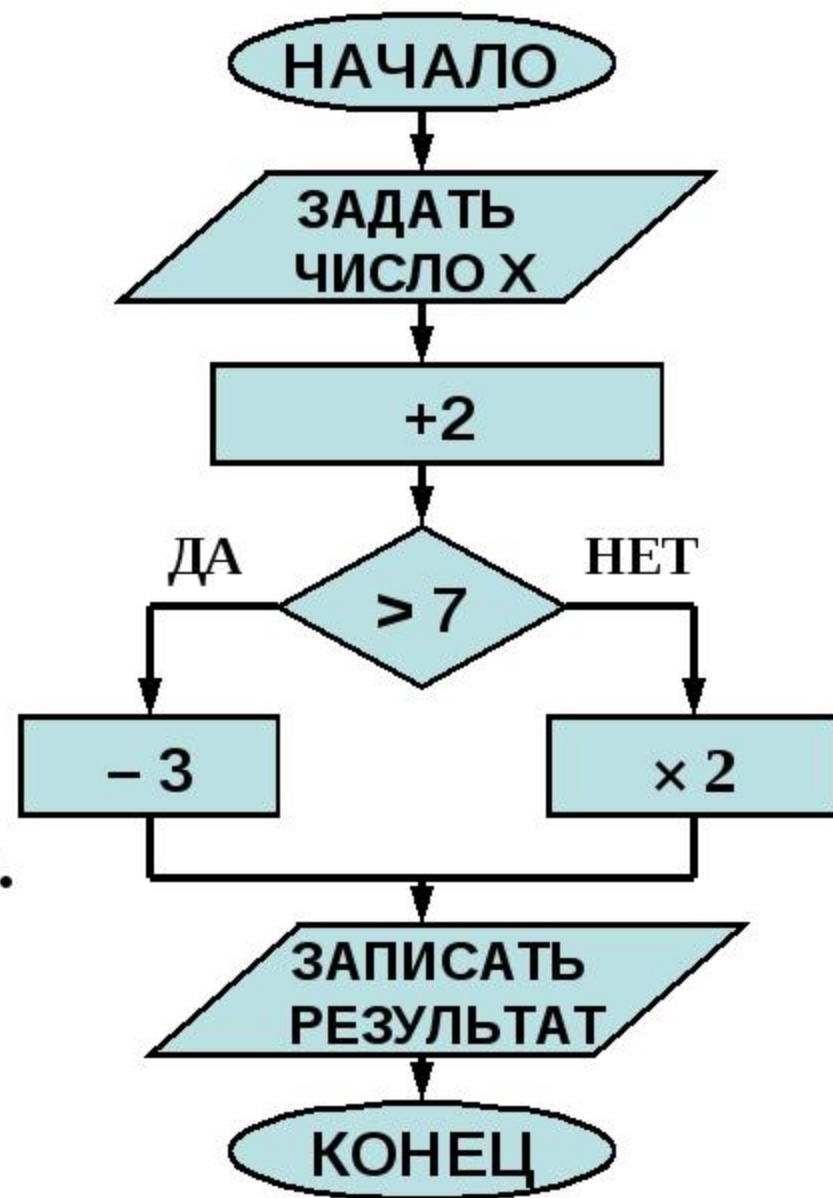 НАЧАЛО
ЗАДАТЬ
ЧИСЛО X
+2
ДА
НЕТ
> 7
– 3
× 2
.
ЗАПИСАТЬ
РЕЗУЛЬТАТ
КОНЕЦ